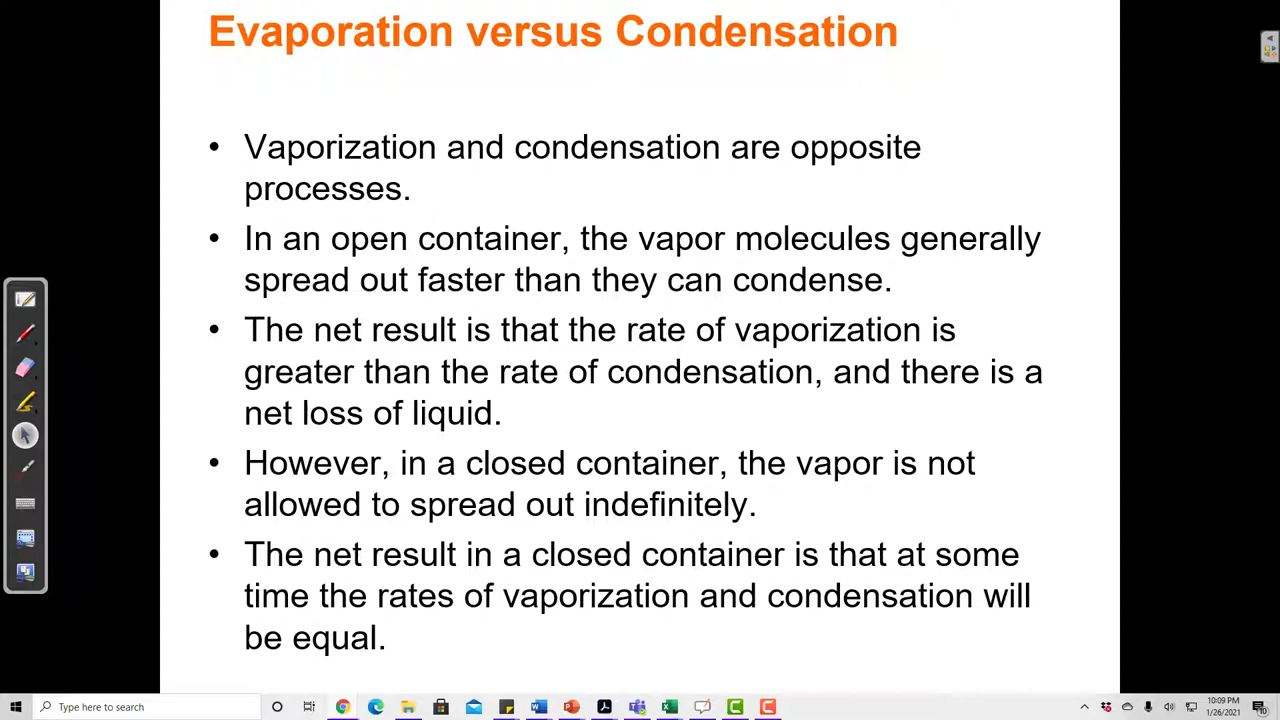 Evaporation versus Condensation
• Vaporization and condensation are opposite
processes.
• In an open container, the vapor molecules generally
spread out faster than they can condense.
• The net result is that the rate of vaporization is
greater than the rate of condensation, and there is a
net loss of liquid.
• However, in a closed container, the vapor is not
allowed to spread out indefinitely.
• The net result in a closed container is that at some
time the rates of vaporization and condensation will
be equal.
Type here to search
10:09 PM
1/26/2021